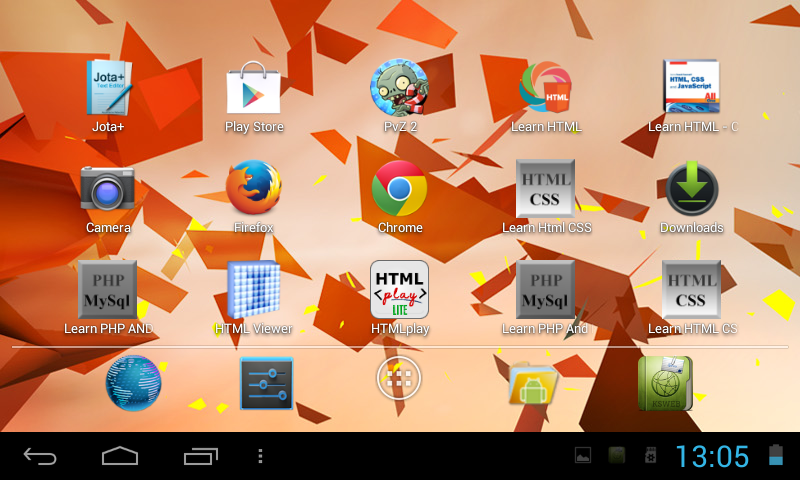 Jota+
Text Editor
HTML
HTML, CSS
and JavaScript
All
Jota+
Play Store
PvZ 2
Learn HTML
Learn HTML - C
HTML
CSS
Camera
Firefox
Chrome
Learn Html CSS
Downloads
PHP
MySql
HTML
<play>
LITE
PHP
MySql
HTML
CSS
Learn PHP AND
HTML Viewer
HTMLplay
Learn PHP And
Learn HTML CS
KSWEB
13:05